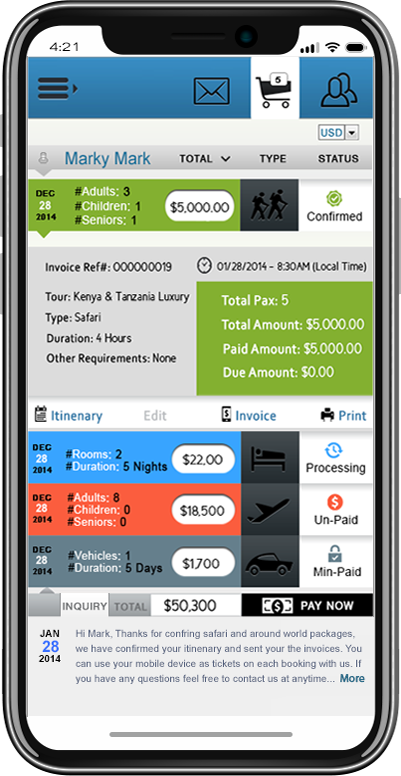 4:21
5
USD
Marky Mark TOTAL TYPE STATUS
DEC
28
2014
#Adults: 3
#Children: 1
#Seniors: 1
$5,000.00
Confirmed
Invoice Ref#: 000000019
01/28/2014 - 8:30AM (Local Time)
Tour: Kenya & Tanzania Luxury
Type: Safari
Duration: 4 Hours
Other Requirements: None
Total Pax: 5
Total Amount: $5,000.00
Paid Amount: $5,000.00
Due Amount: $0.00
Itinenary Edit Invoice Print
DEC
28
2014
#Rooms: 2
#Duration: 5 Nights
$22,00
Processing
DEC
28
2014
#Adults: 8
#Children: 0
#Seniors: 0
$18,500
Un-Paid
DEC
28
2014
#Vehicles: 1
#Duration: 5 Days
$1,700
Min-Paid
INQUIRY TOTAL $50,300 PAY NOW
JAN
28
2014
Hi Mark, Thanks for confring safari and around world packages,
we have confirmed your itinenary and sent your the invoices. You
can use your mobile device as tickets on each booking with us. If
you have any questions feel free to contact us at anytime... More